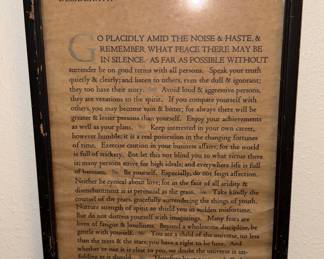 DESIDERATA
GO PLACIDLY AMID THE NOISE & HASTE, &
REMEMBER WHAT PEACE THERE MAY BE
IN SILENCE. AS FAR AS POSSIBLE WITHOUT
surrender be on good terms with all persons. Speak your truth
quietly & clearly; and listen to others, even the dull & ignorant;
they too have their story. Avoid loud & aggressive persons,
they are vexations to the spirit. If you compare yourself with
others, you may become vain & bitter; for always there will be
greater & lesser persons than yourself. Enjoy your achievements
as well as your plans. Keep interested in your own career,
however humble; it is a real possession in the changing fortunes
of time. Exercise caution in your business affairs; for the world
is full of trickery. But let this not blind you to what virtue there
is; many persons strive for high ideals; and everywhere life is full
of heroism. Be yourself. Especially, do not feign affection.
Neither be cynical about love; for in the face of all aridity &
disenchantment it is perennial as the grass. Take kindly the
counsel of the years, gracefully surrendering the things of youth.
Nurture strength of spirit to shield you in sudden misfortune.
But do not distress yourself with imaginings. Many fears are
born of fatigue & loneliness. Beyond a wholesome discipline, be
gentle with yourself. You are a child of the universe, no less
than the trees & the stars; you have a right to be here. And
whether or not it is clear to you, no doubt the universe is un-
folding as it should.